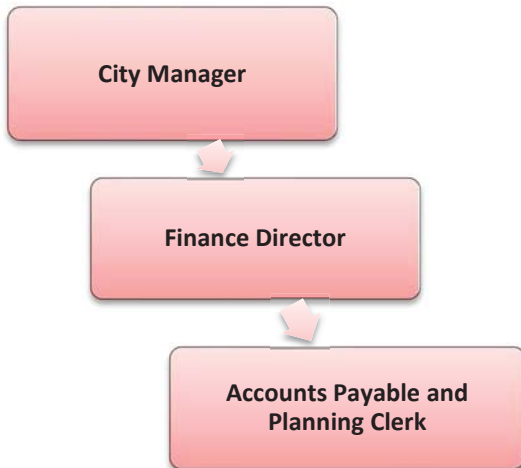 City Manager
Finance Director
Accounts Payable and
Planning Clerk